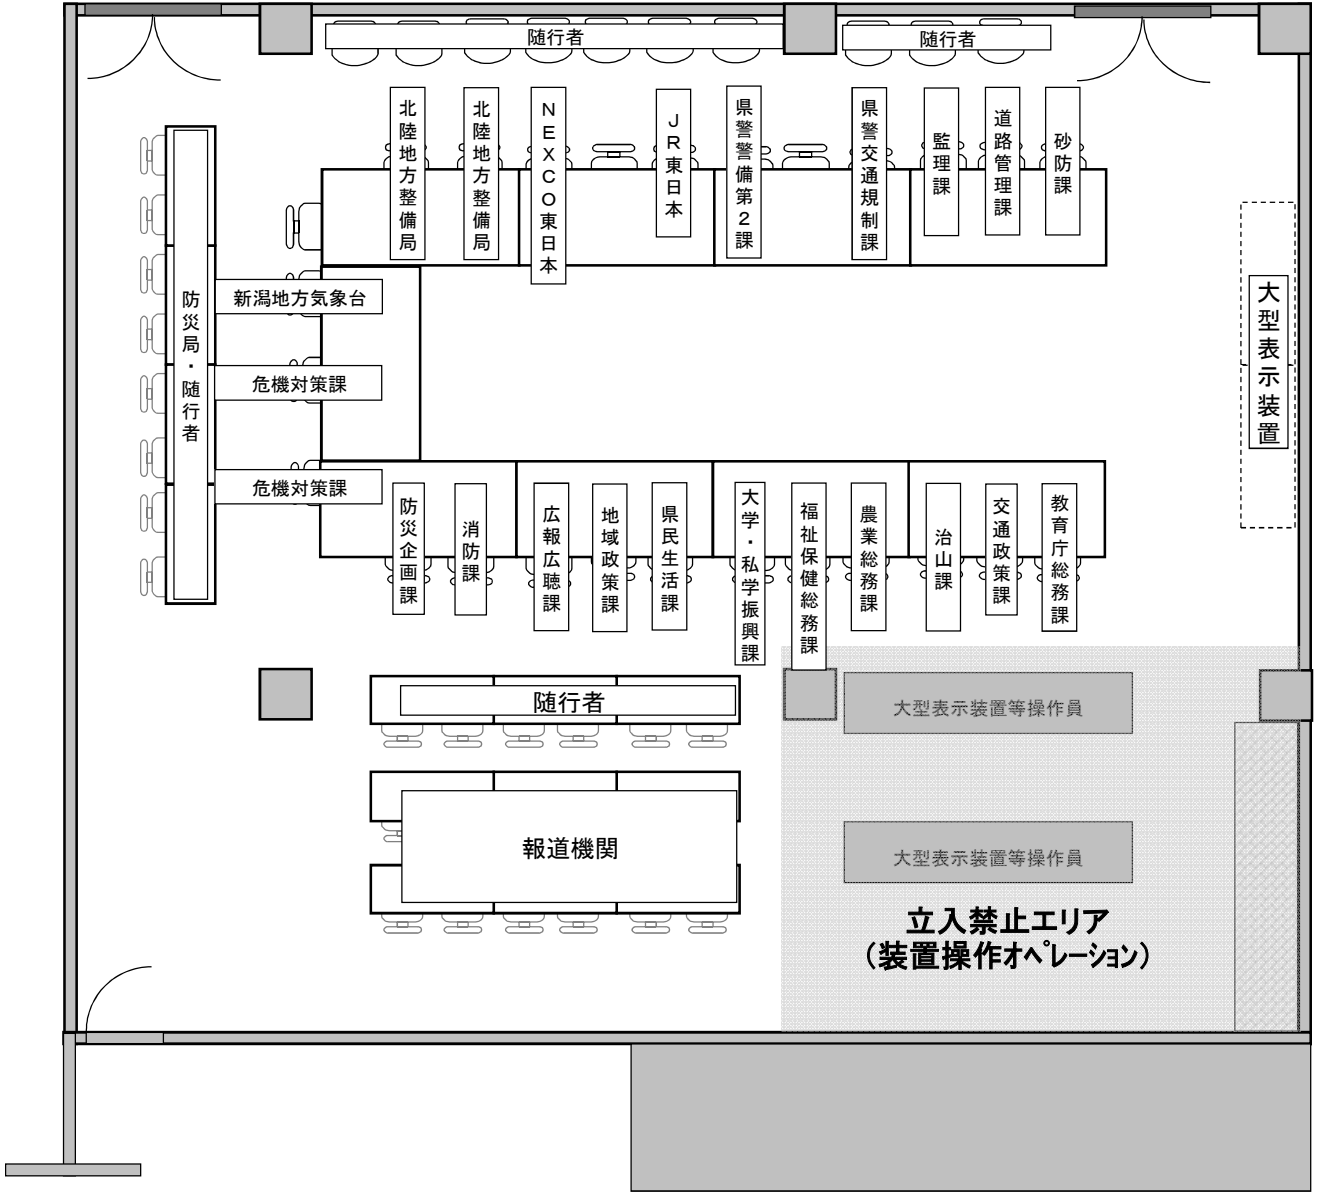 随行者
随行者
北陸地方整備局
北陸地方整備局
NEXCO東日本
JR東日本
県警警備第2課
県警交通規制課
監理課
道路管理課
砂防課
防災局・随行者
新潟地方気象台
危機対策課
危機対策課
大型表示装置
防災企画課
消防課
広報広聴課
地域政策課
県民生活課
大学・私学振興課
福祉保健総務課
農業総務課
治山課
交通政策課
教育庁総務課
随行者
大型表示装置等操作員
報道機関
大型表示装置等操作員
立入禁止エリア
(装置操作オペレーション)